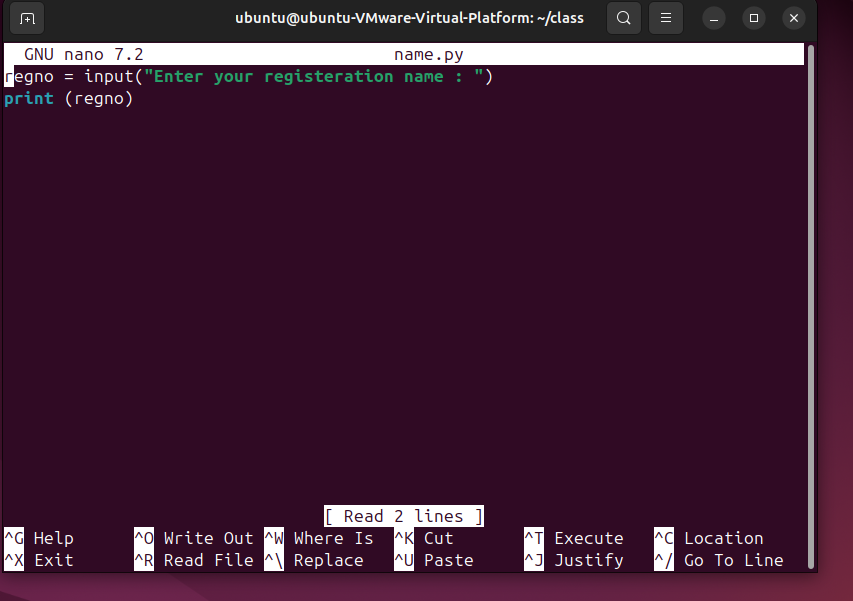 ubuntu@ubuntu-VMware-Virtual-Platform: ~/class
GNU nano 7.2 name.py
regno = input("Enter your registeration name : ")
print (regno)
[ Read 2 lines ]
^G Help ^O Write Out ^W Where Is ^K Cut ^T Execute ^C Location
^X Exit ^R Read File ^\ Replace ^U Paste ^J Justify ^/ Go To Line